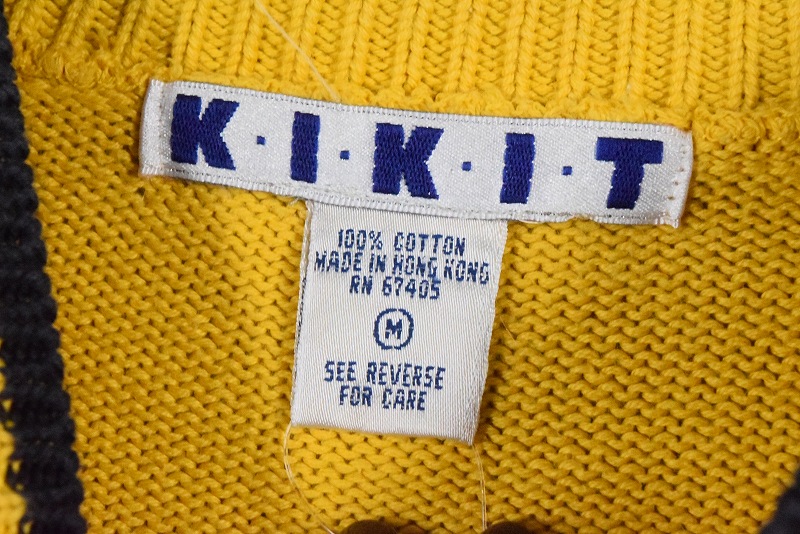 K·I·K·I·T
100% COTTON
MADE IN HONG KONG
RN 67405
M
SEE REVERSE
FOR CARE